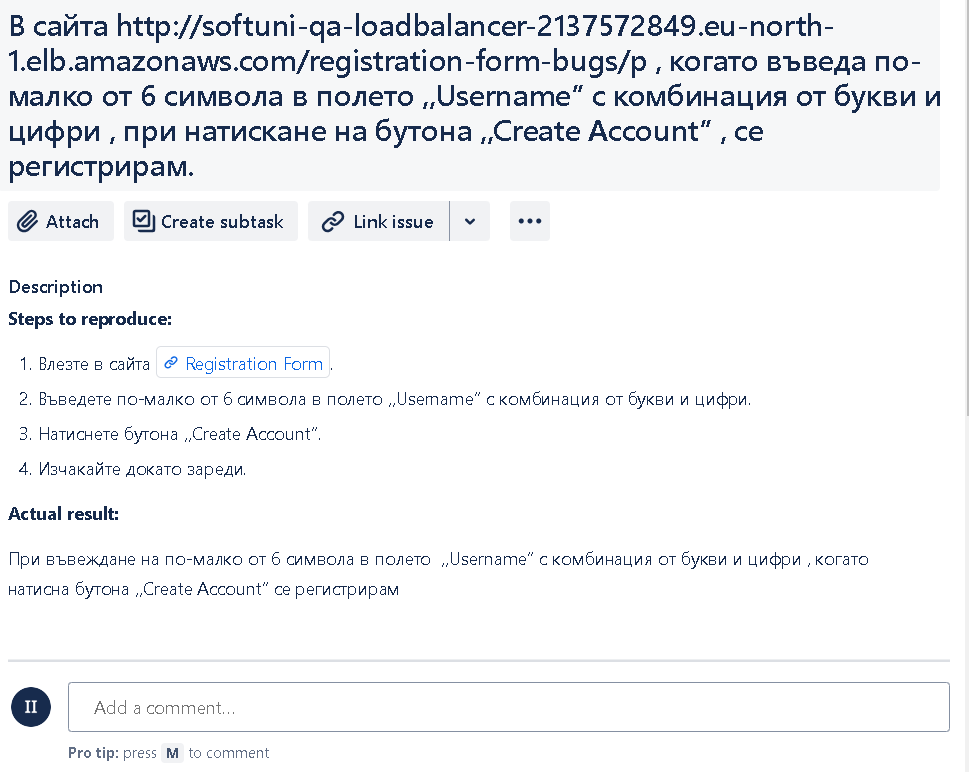 В сайта http://softuni-qa-loadbalancer-2137572849.eu-north-
1.elb.amazonaws.com/registration-form-bugs/p , когато въведа по-
малко от 6 символа в полето ,,Username” с комбинация от букви и
цифри , при натискане на бутона ,,Create Account” , се
регистрирам.
Attach Create subtask Link issue
Description
Steps to reproduce:
1. Влезте в сайта Registration Form.
2. Въведете по-малко от 6 символа в полето ,,Username” с комбинация от букви и цифри.
3. Натиснете бутона ,,Create Account”.
4. Изчакайте докато зареди.
Actual result:
При въвеждане на по-малко от 6 символа в полето ,,Username” с комбинация от букви и цифри , когато
натисна бутона ,,Create Account” се регистрирам
II Add a comment...
Pro tip: press M to comment